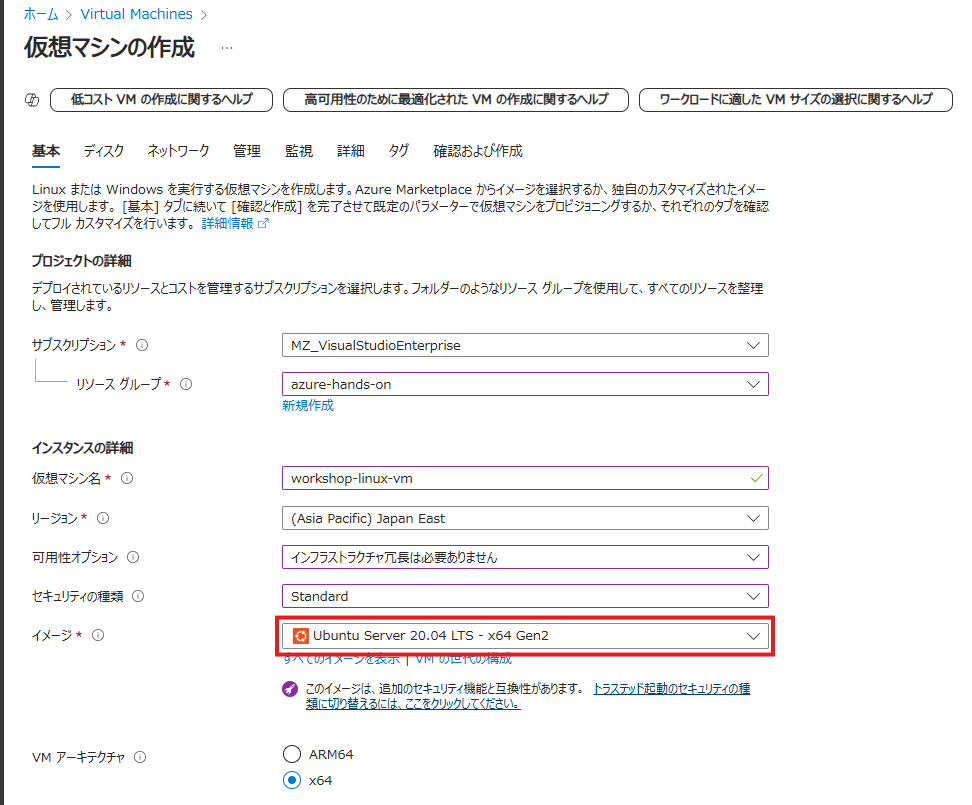 ホーム > Virtual Machines >
仮想マシンの作成 …
低コスト VM の作成に関するヘルプ 高可用性のために最適化された VM の作成に関するヘルプ ワークロードに適した VM サイズの選択に関するヘルプ
基本 ディスク ネットワーク 管理 監視 詳細 タグ 確認および作成
Linux または Windows を実行する仮想マシンを作成します。Azure Marketplace からイメージを選択するか、独自のカスタマイズされたイメー
ジを使用します。 [基本] タブに続いて [確認と作成] を完了させて既定のパラメーターで仮想マシンをプロビジョニングするか、それぞれのタブを確認
してフル カスタマイズを行います。 詳細情報
プロジェクトの詳細
デプロイされているリソースとコストを管理するサブスクリプションを選択します。フォルダーのようなリソース グループを使用して、すべてのリソースを整理
し、管理します。
サブスクリプション * MZ_VisualStudioEnterprise
リソース グループ * azure-hands-on
新規作成
インスタンスの詳細
仮想マシン名 * workshop-linux-vm
リージョン * (Asia Pacific) Japan East
可用性オプション インフラストラクチャ冗長は必要ありません
セキュリティの種類 Standard
イメージ * Ubuntu Server 20.04 LTS - x64 Gen2
すべてのイメージを表示 | VM の世代の構成
このイメージは、追加のセキュリティ機能と互換性があります。 トラステッド起動のセキュリティの種
類に切り替えるには、ここをクリックしてください。
VM アーキテクチャ ARM64
x64